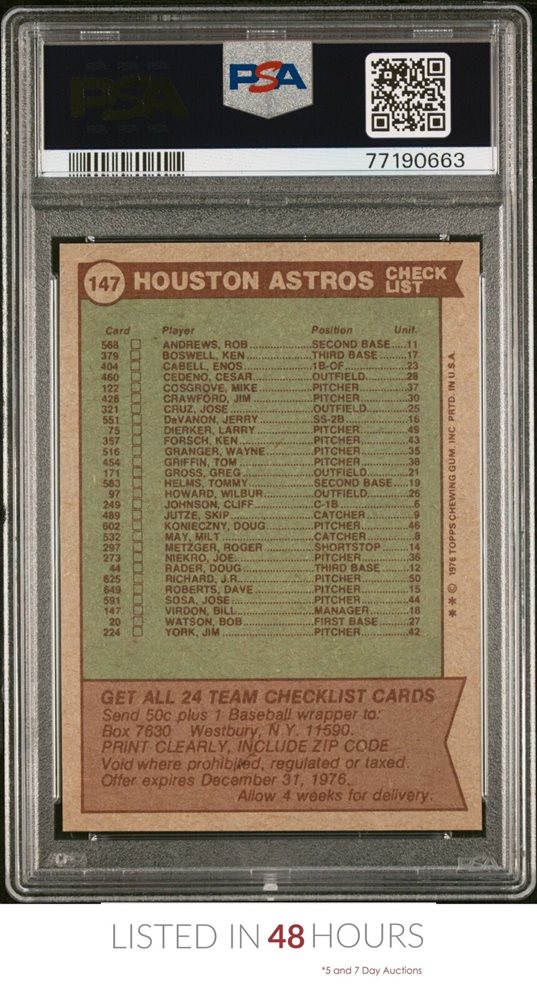 PSA
77190663
147 HOUSTON ASTROS CHECK LIST
Card Player Position Unif.
568 ANDREWS, ROB SECOND BASE 11
379 BOSWELL, KEN THIRD BASE 17
404 CABELL, ENOS 1B-OF 23
460 CEDENO, CESAR OUTFIELD 28
122 COSGROVE, MIKE PITCHER 37
428 CRAWFORD, JIM PITCHER 30
321 CRUZ, JOSE OUTFIELD 25
551 DeVANON, JERRY SS-2B 16
75 DIERKER, LARRY PITCHER 49
357 FORSCH, KEN PITCHER 43
516 GRANGER, WAYNE PITCHER 35
454 GRIFFIN, TOM PITCHER 38
171 GROSS, GREG OUTFIELD 21
583 HELMS, TOMMY SECOND BASE 19
97 HOWARD, WILBUR OUTFIELD 26
249 JOHNSON, CLIFF C-1B 6
489 JUTZE, SKIP CATCHER 9
602 KONIECZNY, DOUG PITCHER 46
532 MAY, MILT CATCHER 8
297 METZGER, ROGER SHORTSTOP 14
273 NIEKRO, JOE PITCHER 36
44 RADER, DOUG THIRD BASE 12
625 RICHARD, J.R. PITCHER 50
649 ROBERTS, DAVE PITCHER 15
591 SOSA, JOSE PITCHER 44
147 VIRDON, BILL MANAGER 18
20 WATSON, BOB FIRST BASE 27
224 YORK, JIM PITCHER 42
* * © 1976 TOPPS CHEWING GUM. INC PRTD. IN U.S.A.
GET ALL 24 TEAM CHECKLIST CARDS
Send 50c plus 1 Baseball wrapper to:
Box 7630 Westbury, N.Y. 11590.
PRINT CLEARLY, INCLUDE ZIP CODE
Void where prohibited, regulated or taxed.
Offer expires December 31, 1976.
Allow 4 weeks for delivery.
PSA
LISTED IN 48 HOURS
*5 and 7 Day Auctions